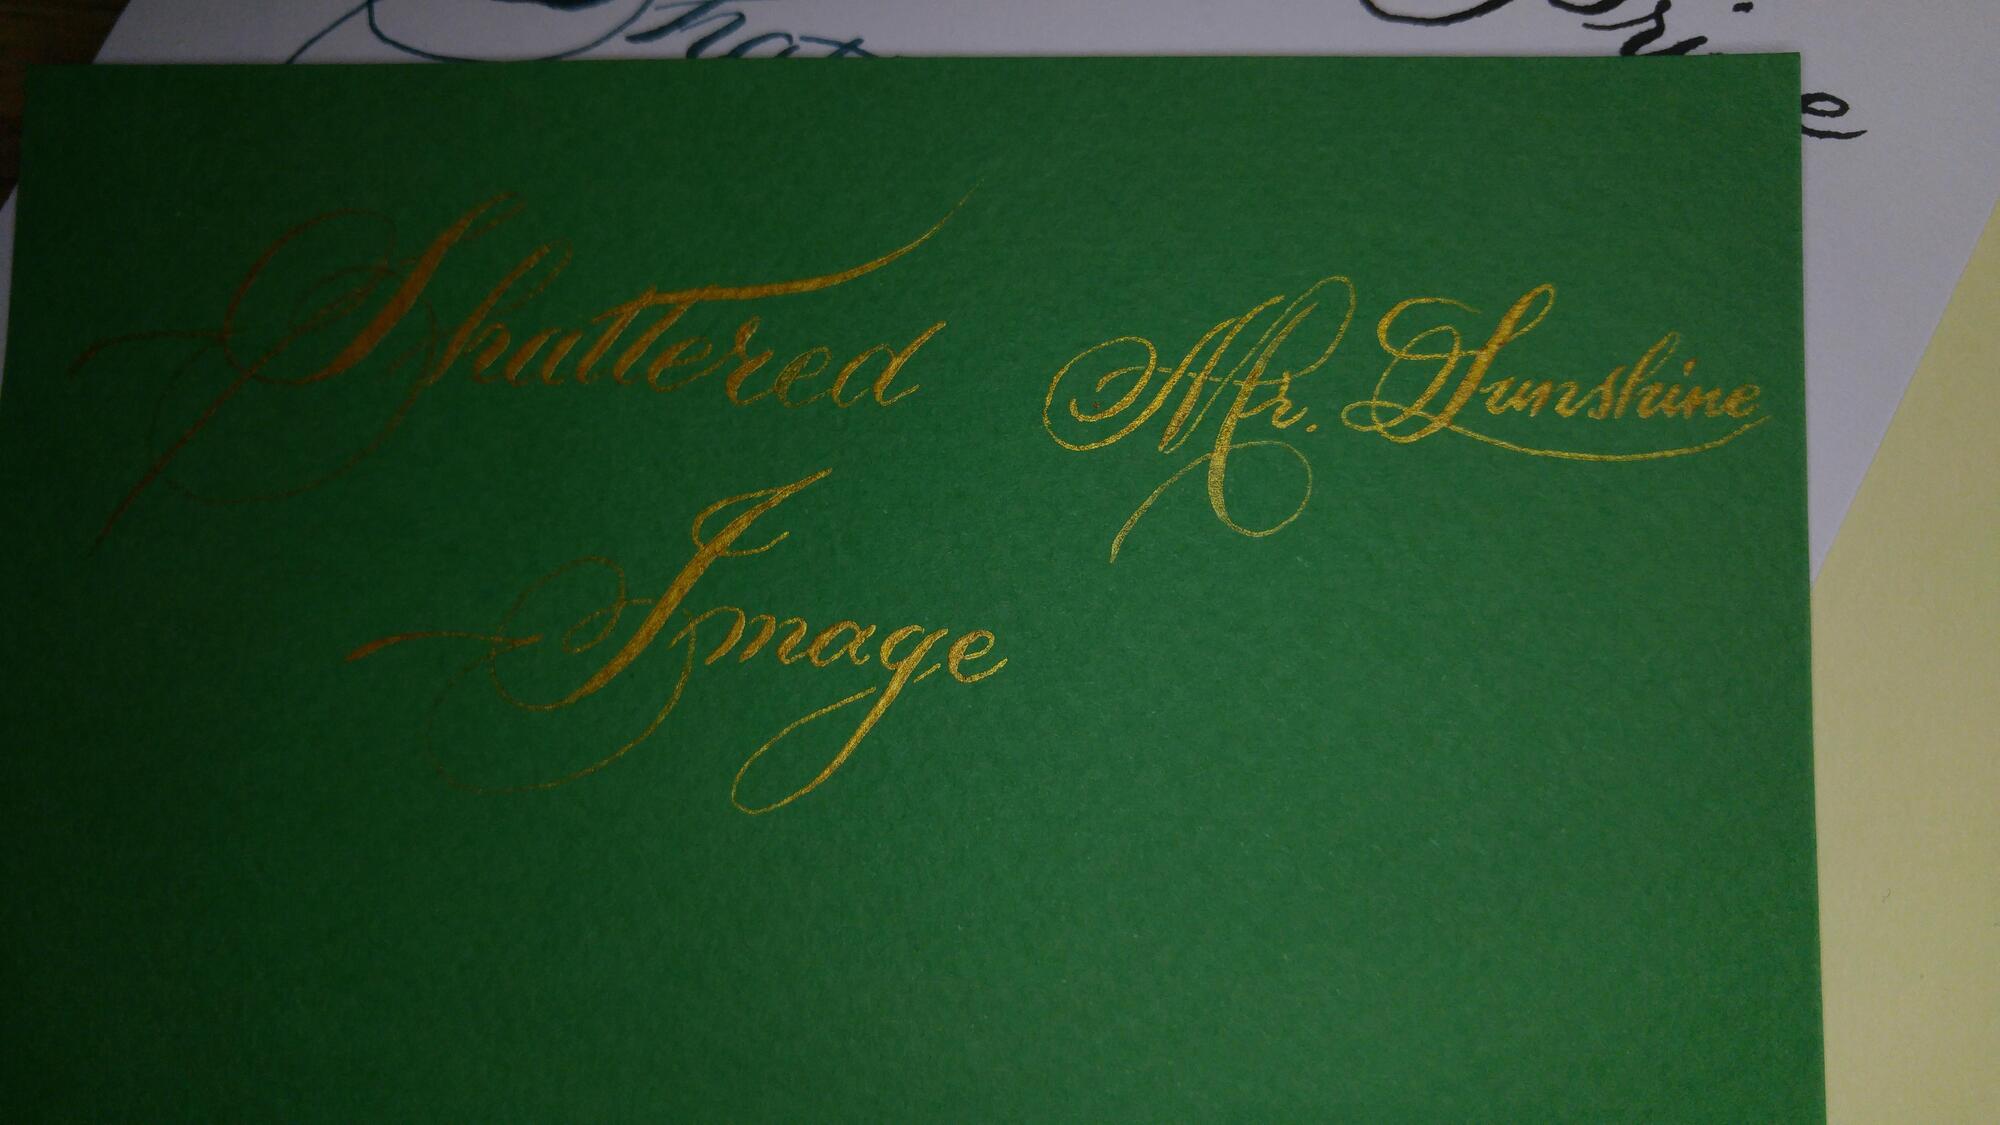 Shattered
Image
Mr. Sunshine